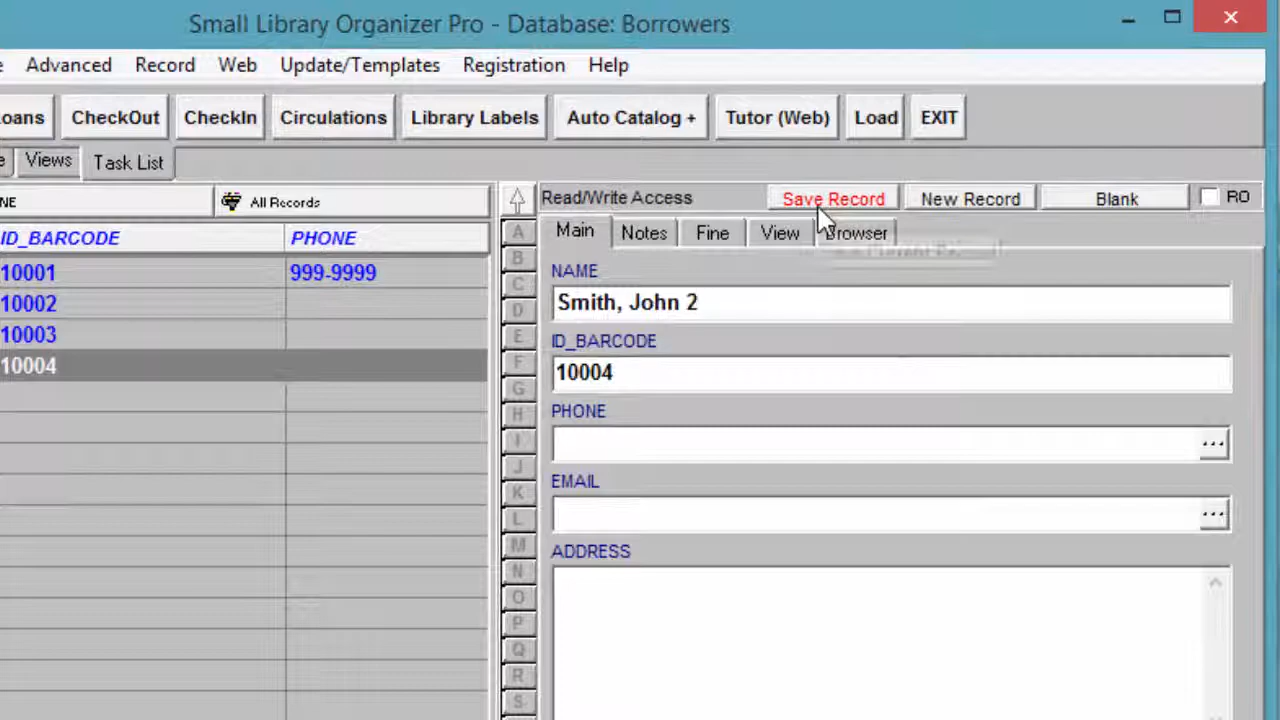 Small Library Organizer Pro - Database: Borrowers
Advanced Record Web Update/Templates Registration Help
CheckOut CheckIn Circulations Library Labels Auto Catalog + Tutor (Web) Load EXIT
Views Task List
All Records
Read/Write Access Save Record New Record Blank RO
Main Notes Fine View Browser
ID_BARCODE PHONE
10001 999-9999
10002
10003
10004
A
B
C
D
E
F
G
H
I
J
K
L
M
N
O
P
Q
R
S
NAME
Smith, John 2
ID_BARCODE
10004
PHONE
...
EMAIL
...
ADDRESS